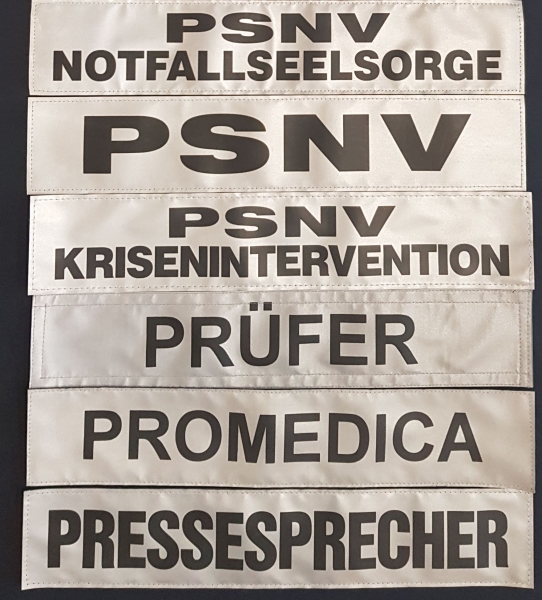 PSNV
NOTFALLSEELSORGE
PSNV
PSNV
KRISENINTERVENTION
PRÜFER
PROMEDICA
PRESSESPRECHER